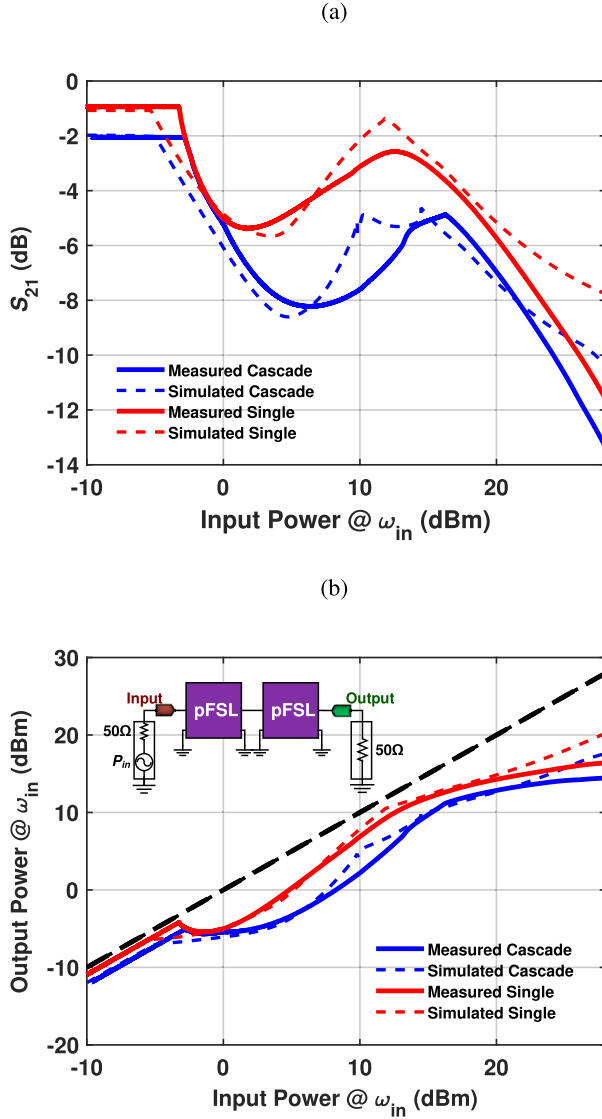 (a)
0
-2
-4
-6
-8
-10
-12
-14
S21 (dB)
Measured Cascade
Simulated Cascade
Measured Single
Simulated Single
-10 0 10 20
Input Power @ ωin (dBm)
(b)
30
20
10
0
-10
-20
Output Power @ ωin (dBm)
Input
pFSL
pFSL
Output
50Ω
50Ω
Pin
Measured Cascade
Simulated Cascade
Measured Single
Simulated Single
-10 0 10 20
Input Power @ ωin (dBm)